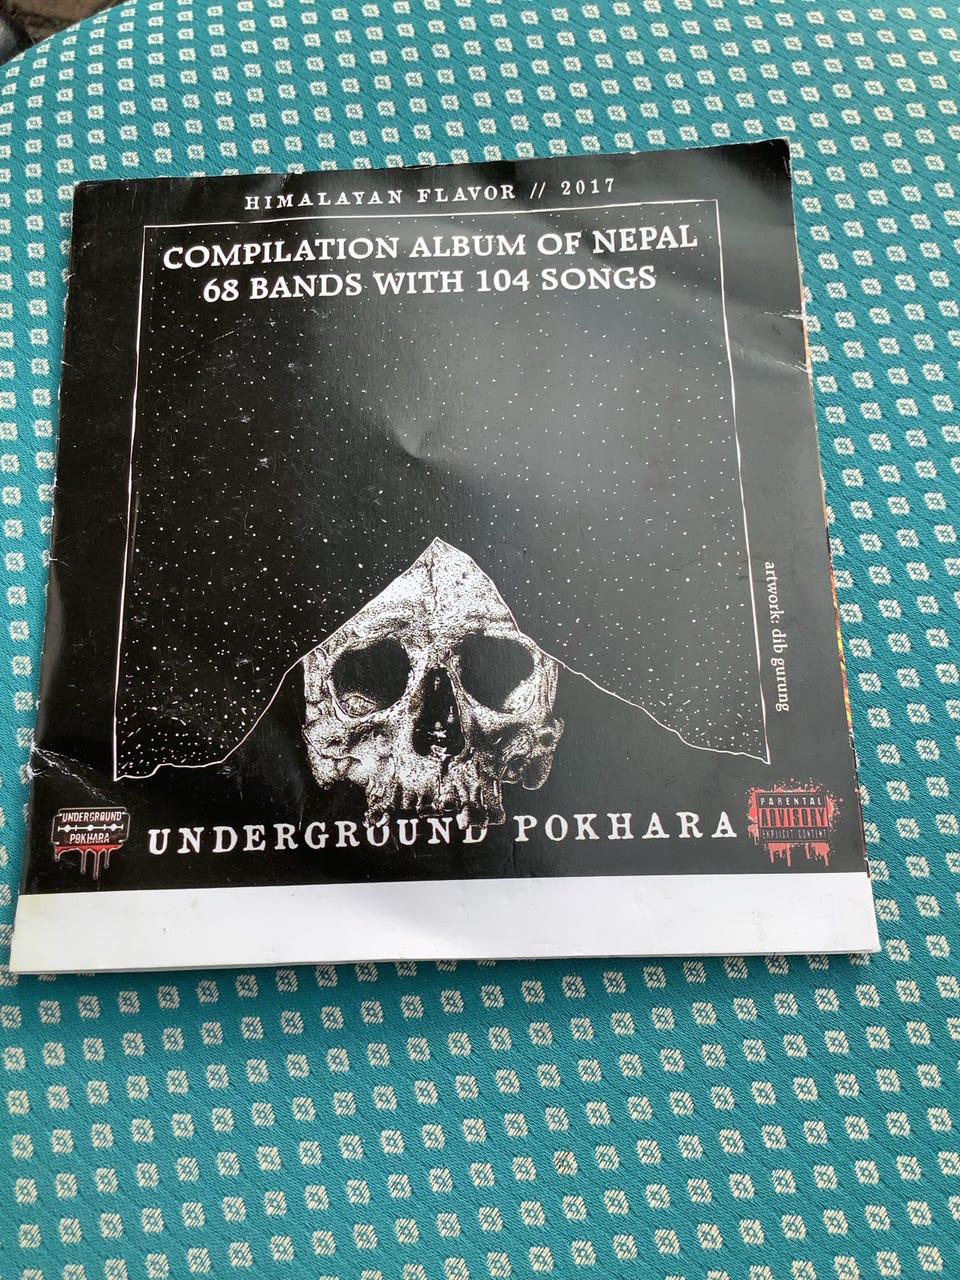 HIMALAYAN FLAVOR // 2017
COMPILATION ALBUM OF NEPAL
68 BANDS WITH 104 SONGS
artwork: dib gurung
"UNDERGROUND"
POKHARA
UNDERGROUND POKHARA
PARENTAL
ADVISORY
EXPLICIT CONTENT